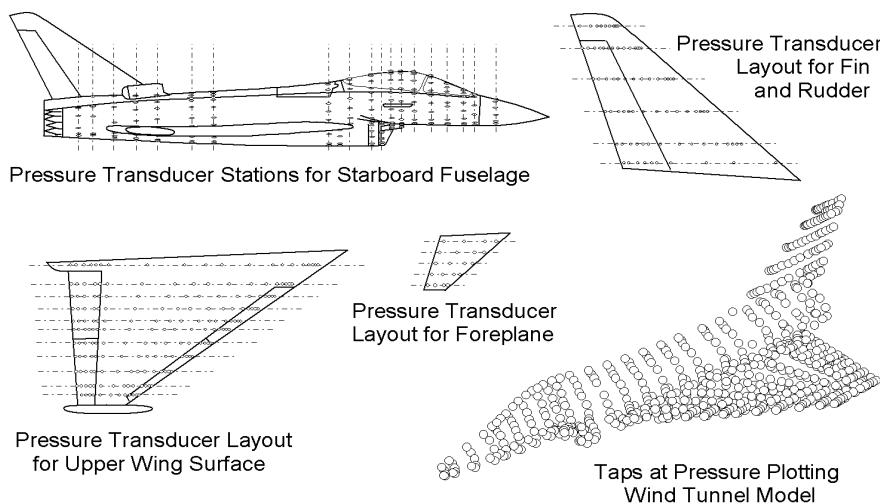 Pressure Transducer
Layout for Fin
and Rudder
Pressure Transducer Stations for Starboard Fuselage
Pressure Transducer
Layout for Foreplane
Pressure Transducer Layout
for Upper Wing Surface
Taps at Pressure Plotting
Wind Tunnel Model